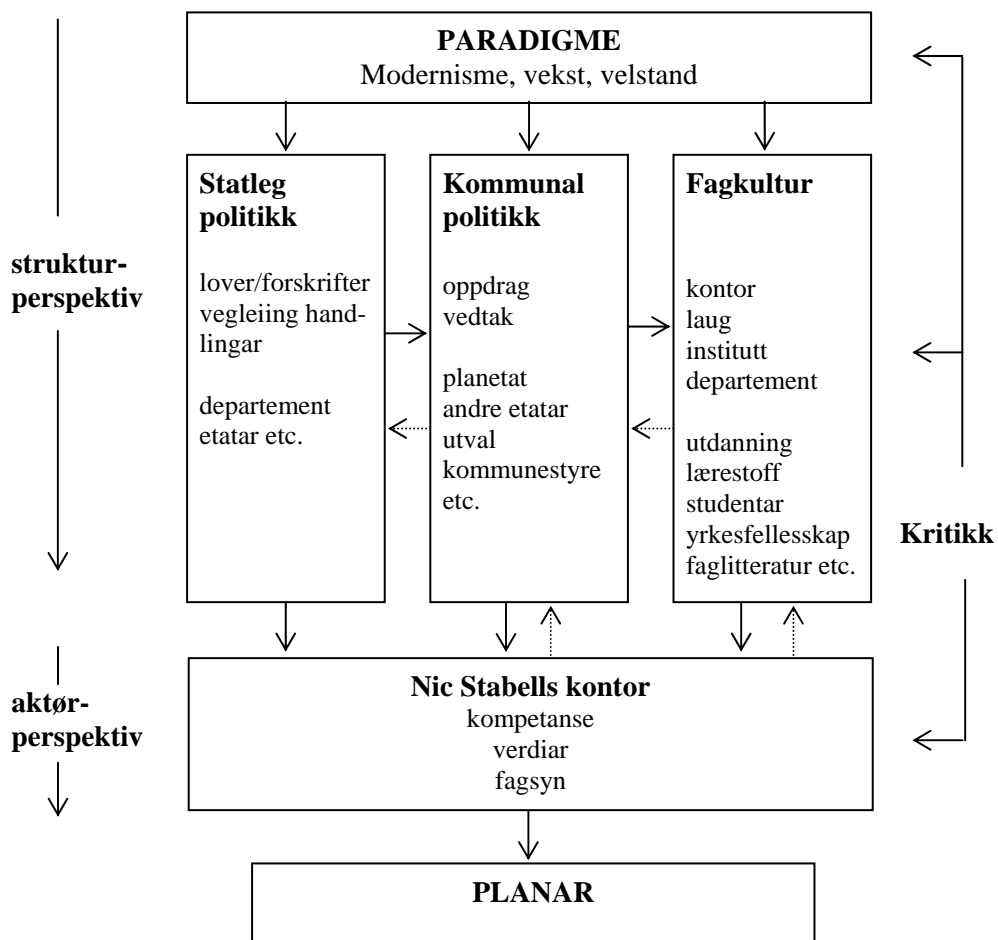 PARADIGME
Modernisme, vekst, velstand
Statleg
politikk
lover/forskrifter
vegleiing hand-
lingar
departement
etatar etc.
Kommunal
politikk
oppdrag
vedtak
planetat
andre etatar
utval
kommunestyre
etc.
Fagkultur
kontor
laug
institutt
departement
utdanning
lærestoff
studentar
yrkesfellesskap
faglitteratur etc.
struktur-
perspektiv
Kritikk
aktør-
perspektiv
Nic Stabells kontor
kompetanse
verdiar
fagsyn
PLANAR